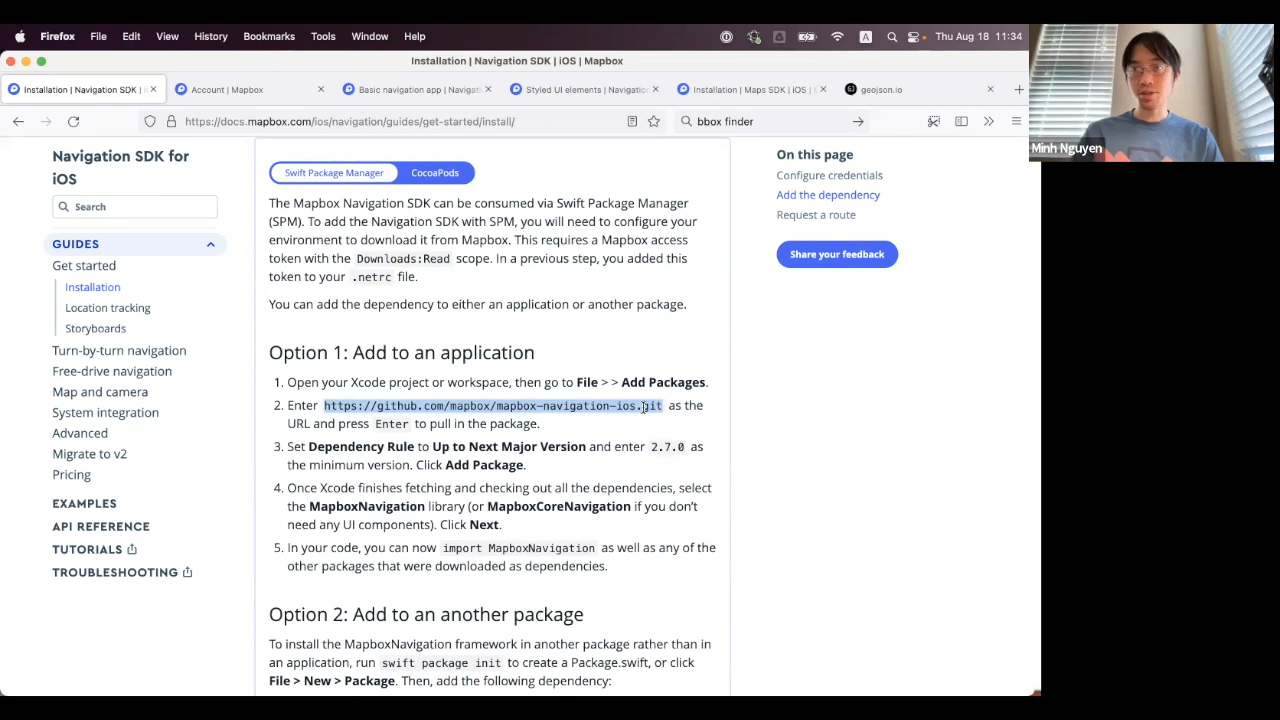 Firefox File Edit View History Bookmarks Tools Window Help A Thu Aug 18 11:34
Installation | Navigation SDK | iOS | Mapbox
Installation | Navigation SDK | Account | Mapbox Basic navigation app | Navigat Styled UI elements | Navigatio Installation | Maps SDK | iOS | geojson.io
https://docs.mapbox.com/ios/navigation/guides/get-started/install/ bbox finder
Minh Nguyen
Navigation SDK for
iOS
Search
GUIDES
Get started
Installation
Location tracking
Storyboards
Turn-by-turn navigation
Free-drive navigation
Map and camera
System integration
Advanced
Migrate to v2
Pricing
EXAMPLES
API REFERENCE
TUTORIALS
TROUBLESHOOTING
Swift Package Manager CocoaPods
The Mapbox Navigation SDK can be consumed via Swift Package Manager
(SPM). To add the Navigation SDK with SPM, you will need to configure your
environment to download it from Mapbox. This requires a Mapbox access
token with the Downloads:Read scope. In a previous step, you added this
token to your .netrc file.
You can add the dependency to either an application or another package.
Option 1: Add to an application
1. Open your Xcode project or workspace, then go to File > > Add Packages.
2. Enter https://github.com/mapbox/mapbox-navigation-ios.git as the
URL and press Enter to pull in the package.
3. Set Dependency Rule to Up to Next Major Version and enter 2.7.0 as
the minimum version. Click Add Package.
4. Once Xcode finishes fetching and checking out all the dependencies, select
the MapboxNavigation library (or MapboxCoreNavigation if you don't
need any UI components). Click Next.
5. In your code, you can now import MapboxNavigation as well as any of the
other packages that were downloaded as dependencies.
Option 2: Add to an another package
To install the MapboxNavigation framework in another package rather than in
an application, run swift package init to create a Package.swift, or click
File > New > Package. Then, add the following dependency:
On this page
Configure credentials
Add the dependency
Request a route
Share your feedback